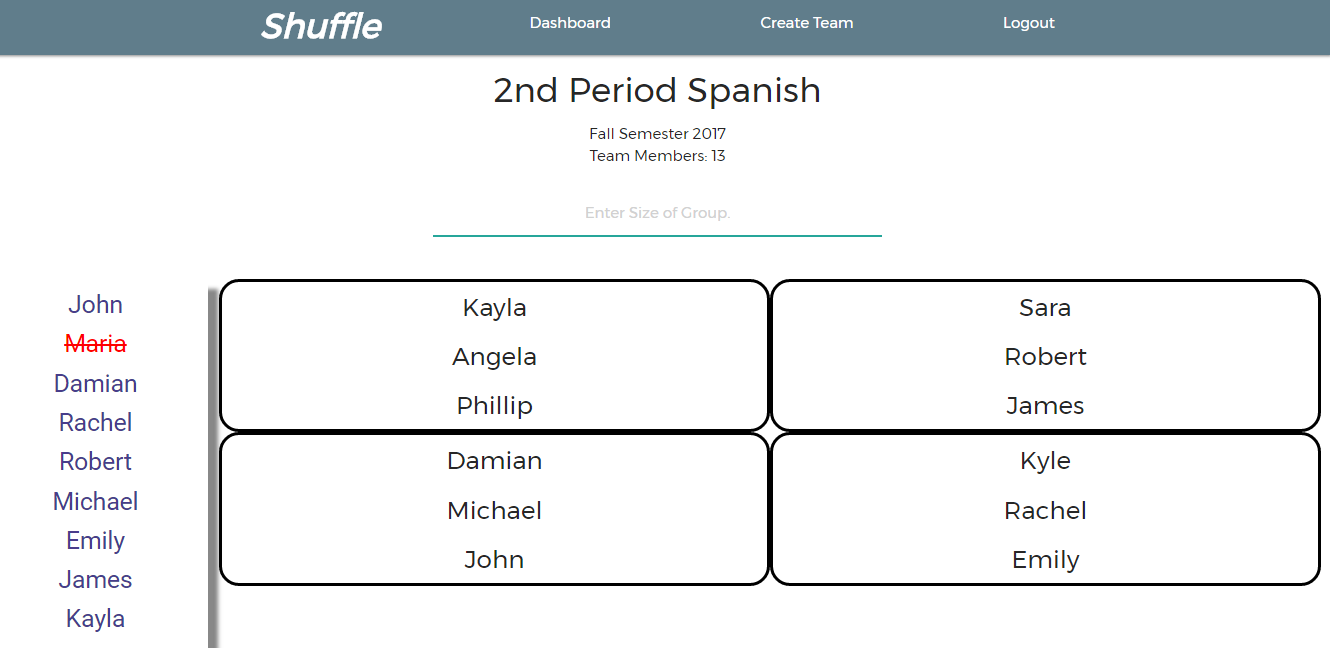 Shuffle Dashboard Create Team Logout
2nd Period Spanish
Fall Semester 2017
Team Members: 13
Enter Size of Group.
John
Maria
Damian
Rachel
Robert
Michael
Emily
James
Kayla
Kayla
Angela
Phillip
Sara
Robert
James
Damian
Michael
John
Kyle
Rachel
Emily